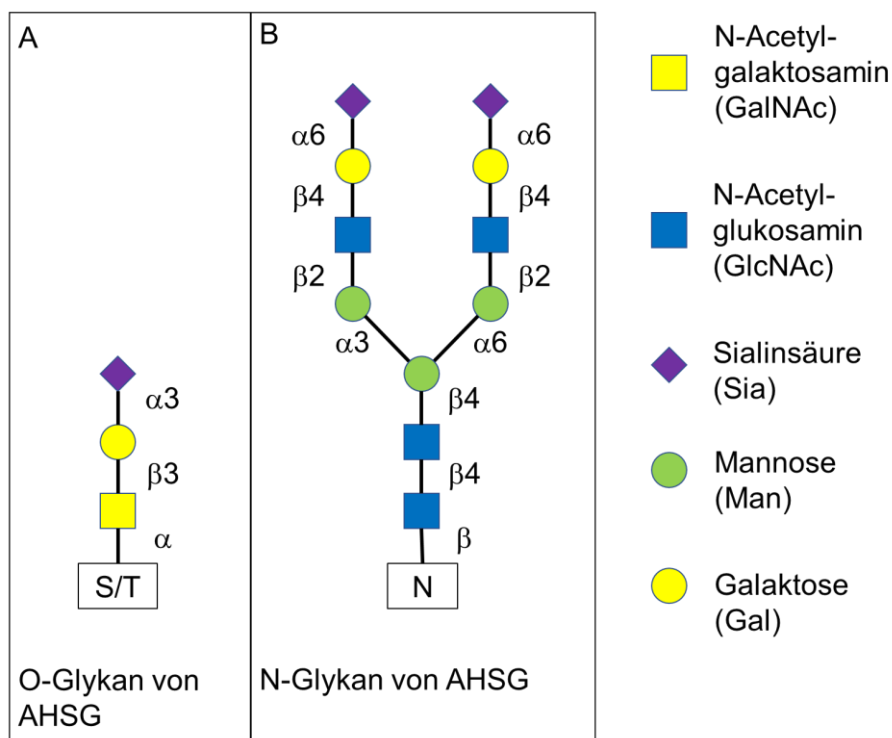 A
B
α6
α6
β4
β4
β2
β2
α3
α6
α3
β4
β3
β4
α
β
S/T
N
O-Glykan von
AHSG
N-Glykan von AHSG
N-Acetyl-
galaktosamin
(GalNAc)
N-Acetyl-
glukosamin
(GlcNAc)
Sialinsäure
(Sia)
Mannose
(Man)
Galaktose
(Gal)